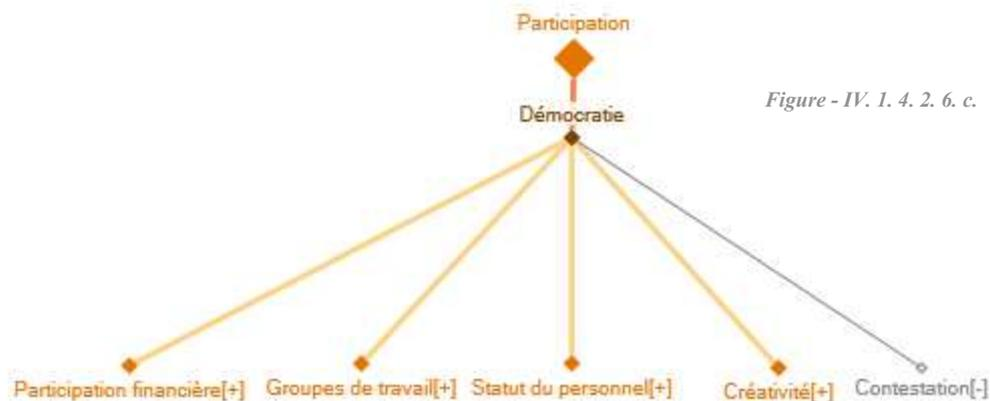 Participation
Figure - IV. 1. 4. 2. 6. c.
Démocratie
Participation financière[+]
Groupes de travail[+]
Statut du personnel[+]
Créativité[+]
Contestation[-]